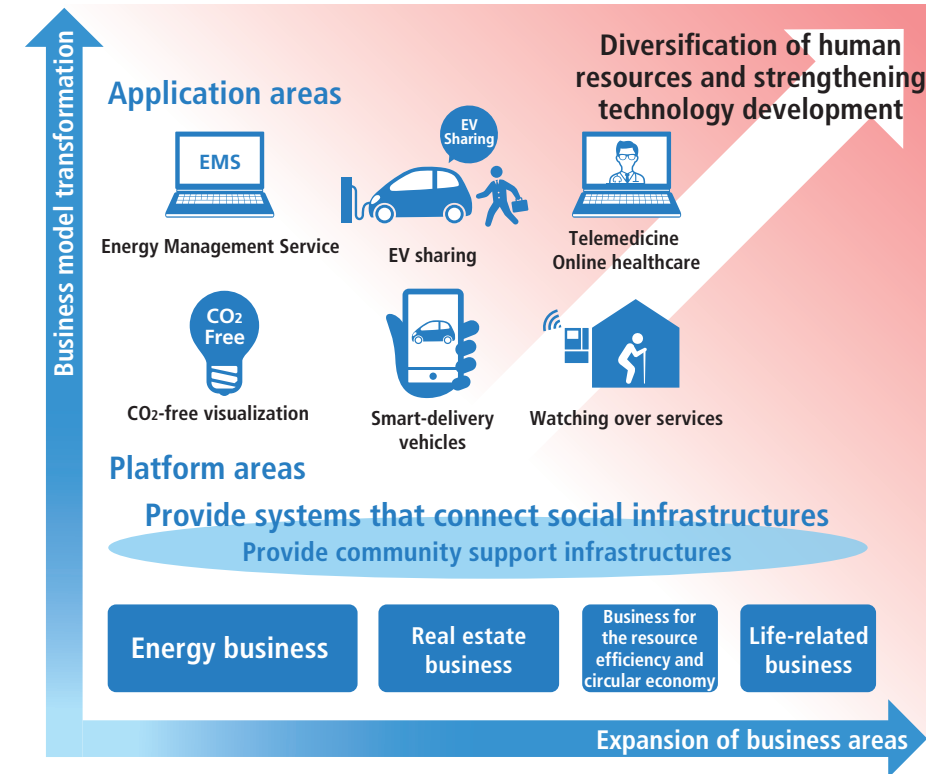 Business model transformation
Diversification of human
resources and strengthening
technology development
Application areas
EMS
Energy Management Service
EV
Sharing
EV sharing
Telemedicine
Online healthcare
CO2
Free
CO2-free visualization
Smart-delivery
vehicles
Watching over services
Platform areas
Provide systems that connect social infrastructures
Provide community support infrastructures
Energy business
Real estate
business
Business for
the resource
efficiency and
circular economy
Life-related
business
Expansion of business areas